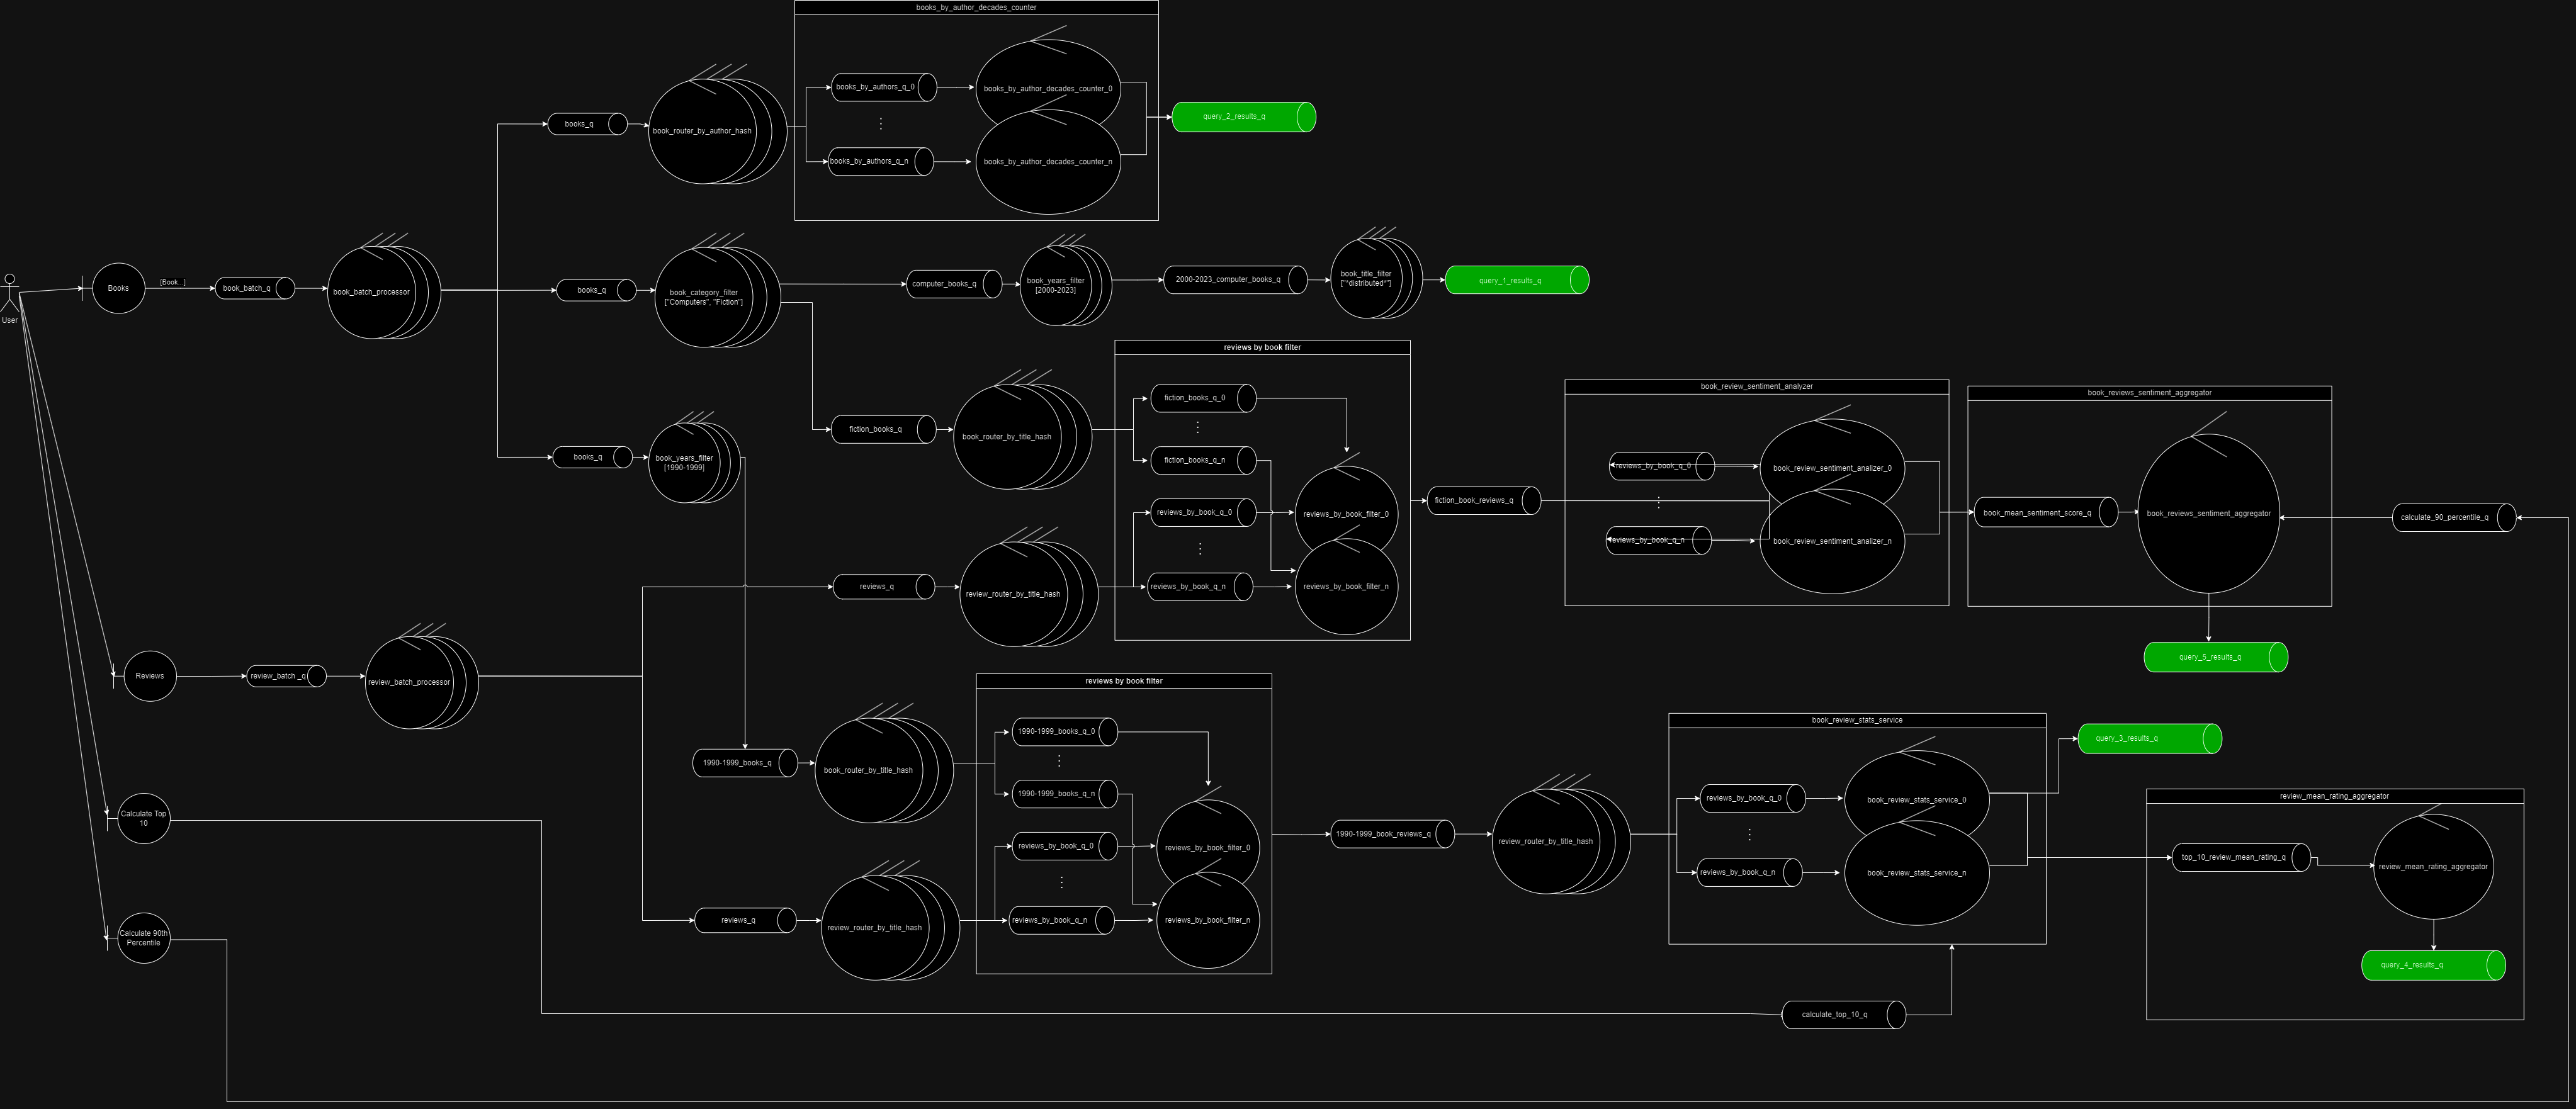 books_by_author_decades_counter
books_by_authors_q_0
books_by_author_decades_counter_0
books_q
book_router_by_author_hash
query_2_results_q
books_by_authors_q_n
books_by_author_decades_counter_n
User
Books
[Book...]
book_batch_q
book_batch_processor
books_q
book_category_filter
["Computers", "Fiction"]
computer_books_q
book_years_filter
[2000-2023]
2000-2023_computer_books_q
book_title_filter
["*distributed*"]
query_1_results_q
reviews by book filter
fiction_books_q_0
fiction_books_q
book_router_by_title_hash
fiction_books_q_n
books_q
book_years_filter
[1990-1999]
reviews_by_book_q_0
reviews_by_book_filter_0
reviews_q
review_router_by_title_hash
reviews_by_book_q_n
reviews_by_book_filter_n
fiction_book_reviews_q
book_review_sentiment_analyzer
reviews_by_book_q_0
book_review_sentiment_analizer_0
reviews_by_book_q_n
book_review_sentiment_analizer_n
book_reviews_sentiment_aggregator
book_mean_sentiment_score_q
book_reviews_sentiment_aggregator
calculate_90_percentile_q
query_5_results_q
Reviews
review_batch _q
review_batch_processor
reviews by book filter
1990-1999_books_q_0
1990-1999_books_q
book_router_by_title_hash
1990-1999_books_q_n
reviews_by_book_q_0
reviews_by_book_filter_0
reviews_q
review_router_by_title_hash
reviews_by_book_q_n
reviews_by_book_filter_n
1990-1999_book_reviews_q
review_router_by_title_hash
book_review_stats_service
reviews_by_book_q_0
book_review_stats_service_0
reviews_by_book_q_n
book_review_stats_service_n
query_3_results_q
review_mean_rating_aggregator
top_10_review_mean_rating_q
review_mean_rating_aggregator
query_4_results_q
Calculate Top
10
calculate_top_10_q
Calculate 90th
Percentile